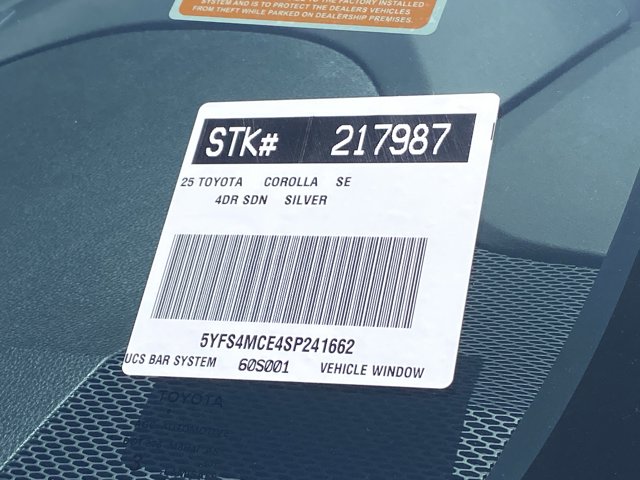 SYSTEM AND IS TO PROTECT THE DEALERS VEHICLES
FROM THEFT WHILE PARKED ON DEALERSHIP PREMISES.
STK# 217987
25 TOYOTA COROLLA SE
4DR SDN SILVER
5YFS4MCE4SP241662
UCS BAR SYSTEM 60S001 VEHICLE WINDOW
TOYOTA